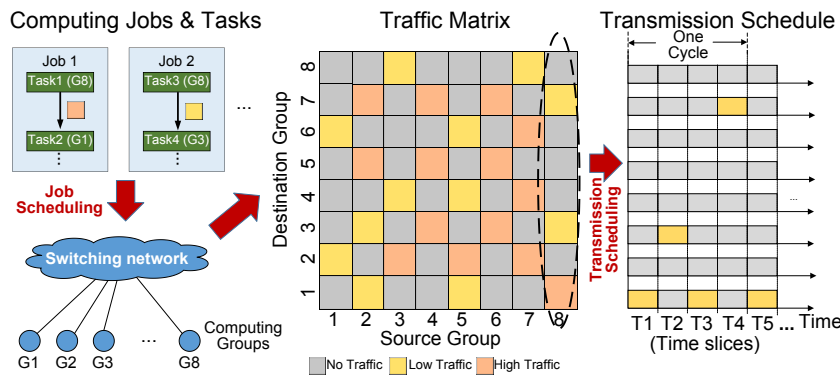 Computing Jobs & Tasks
Job 1
Task1 (G8)
Task2 (G1)
⋮
Job 2
Task3 (G8)
Task4 (G3)
⋮
...
Job
Scheduling
Switching network
G1 G2 G3 ... G8
Computing
Groups
Traffic Matrix
Destination Group
8
7
6
5
4
3
2
1
1 2 3 4 5 6 7 8
Source Group
No Traffic Low Traffic High Traffic
Transmission
Scheduling
Transmission Schedule
One
Cycle
...
T1 T2 T3 T4 T5 ... Time
(Time slices)